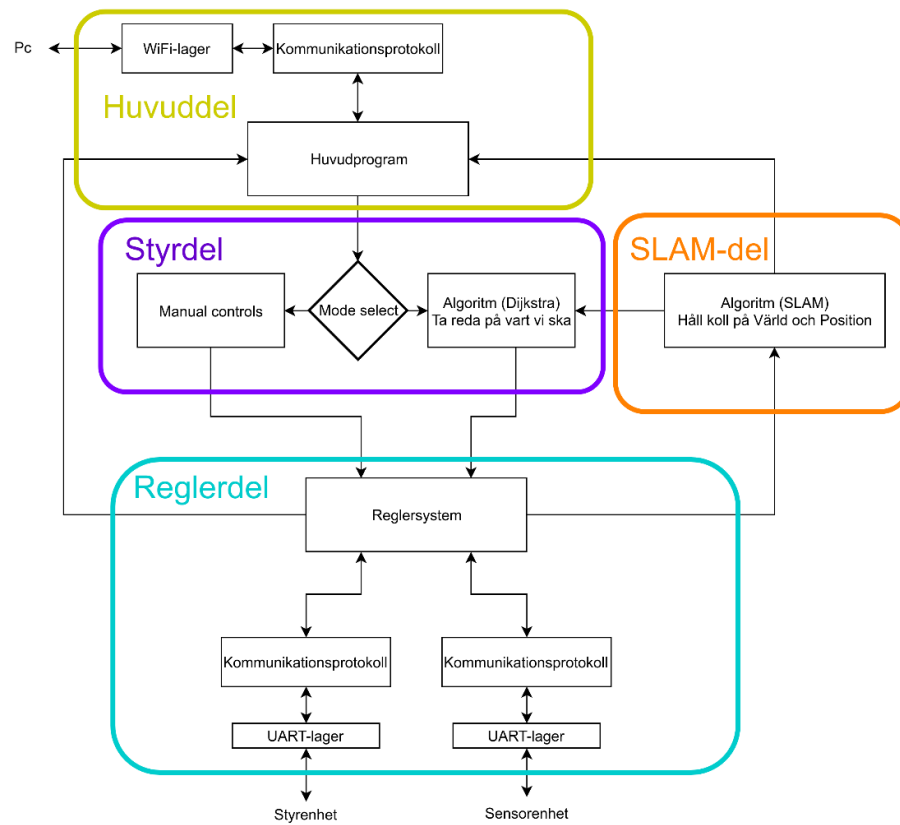 Pc
WiFi-lager
Kommunikationsprotokoll
Huvuddel
Huvudprogram
Styrdel
SLAM-del
Manual controls
Mode select
Algoritm (Dijkstra)
Ta reda på vart vi ska
Algoritm (SLAM)
Håll koll på Värld och Position
Reglerdel
Reglersystem
Kommunikationsprotokoll
Kommunikationsprotokoll
UART-lager
UART-lager
Styrenhet
Sensorenhet